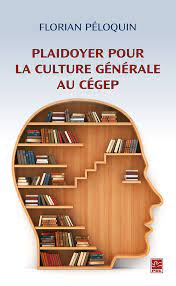 FLORIAN PÉLOQUIN
PLAIDOYER POUR
LA CULTURE GÉNÉRALE
AU CÉGEP